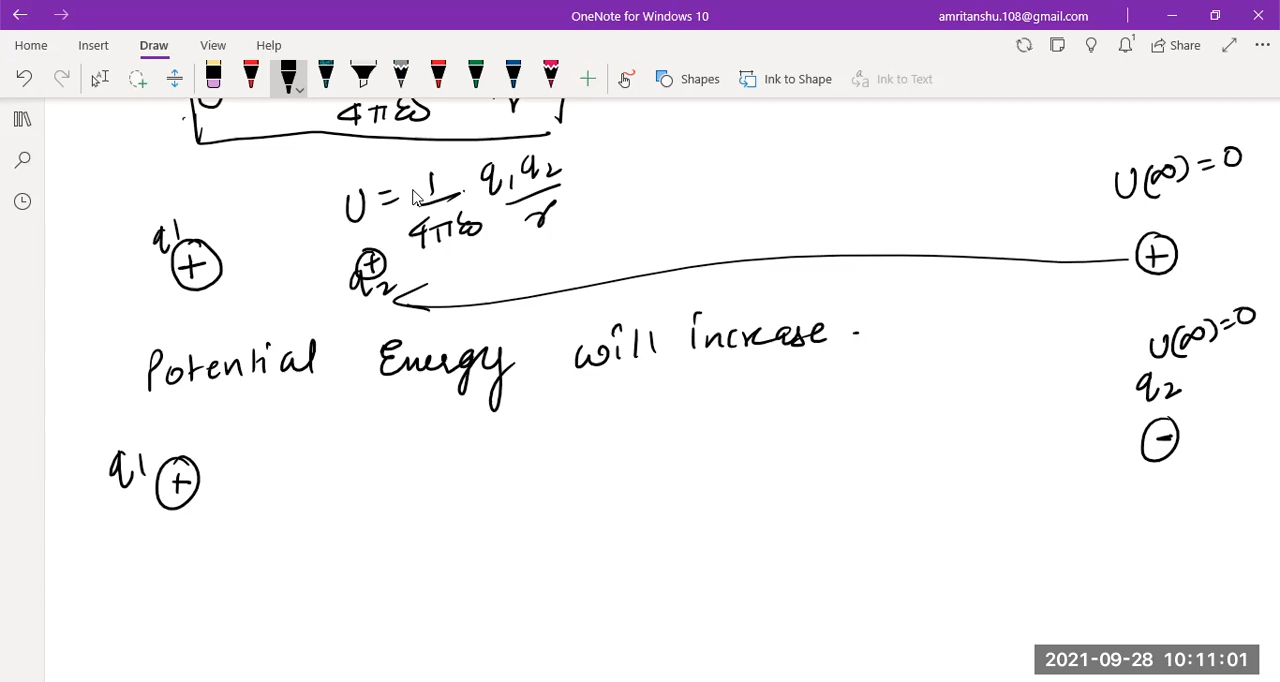 OneNote for Windows 10
amritanshu.108@gmail.com
Home Insert Draw View Help
1
Share
Shapes
Ink to Shape
Ink to Text
4πε0
r
U = 1/4πε0 · q1q2/r
U(∞) = 0
q1
+
+
q2
+
Potential Energy will increase .
U(∞) = 0
q2
-
q1
+
2021-09-28 10:11:01